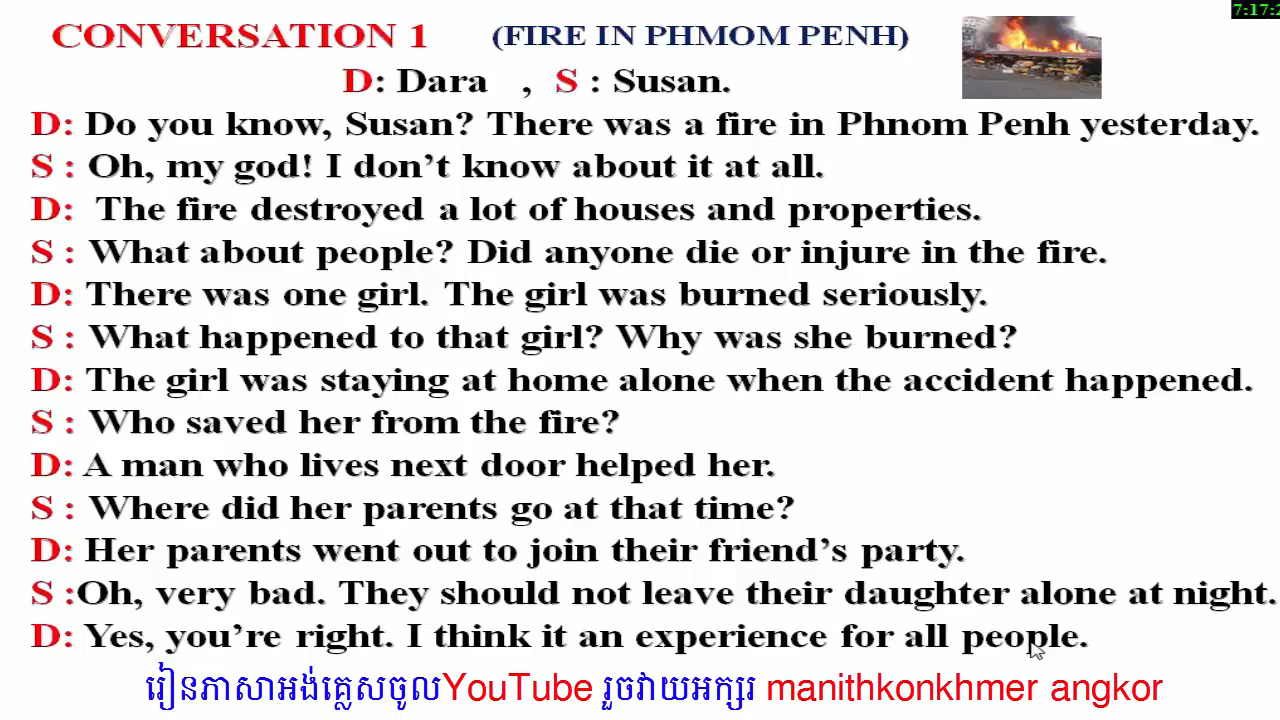 7:17:2
CONVERSATION 1 (FIRE IN PHMOM PENH)
D: Dara , S : Susan.
D: Do you know, Susan? There was a fire in Phnom Penh yesterday.
S : Oh, my god! I don’t know about it at all.
D: The fire destroyed a lot of houses and properties.
S : What about people? Did anyone die or injure in the fire.
D: There was one girl. The girl was burned seriously.
S : What happened to that girl? Why was she burned?
D: The girl was staying at home alone when the accident happened.
S : Who saved her from the fire?
D: A man who lives next door helped her.
S : Where did her parents go at that time?
D: Her parents went out to join their friend’s party.
S :Oh, very bad. They should not leave their daughter alone at night.
D: Yes, you’re right. I think it an experience for all people.
រៀនភាសាអង់គ្លេសចូលYouTube រួចវាយអក្សរ manithkonkhmer angkor